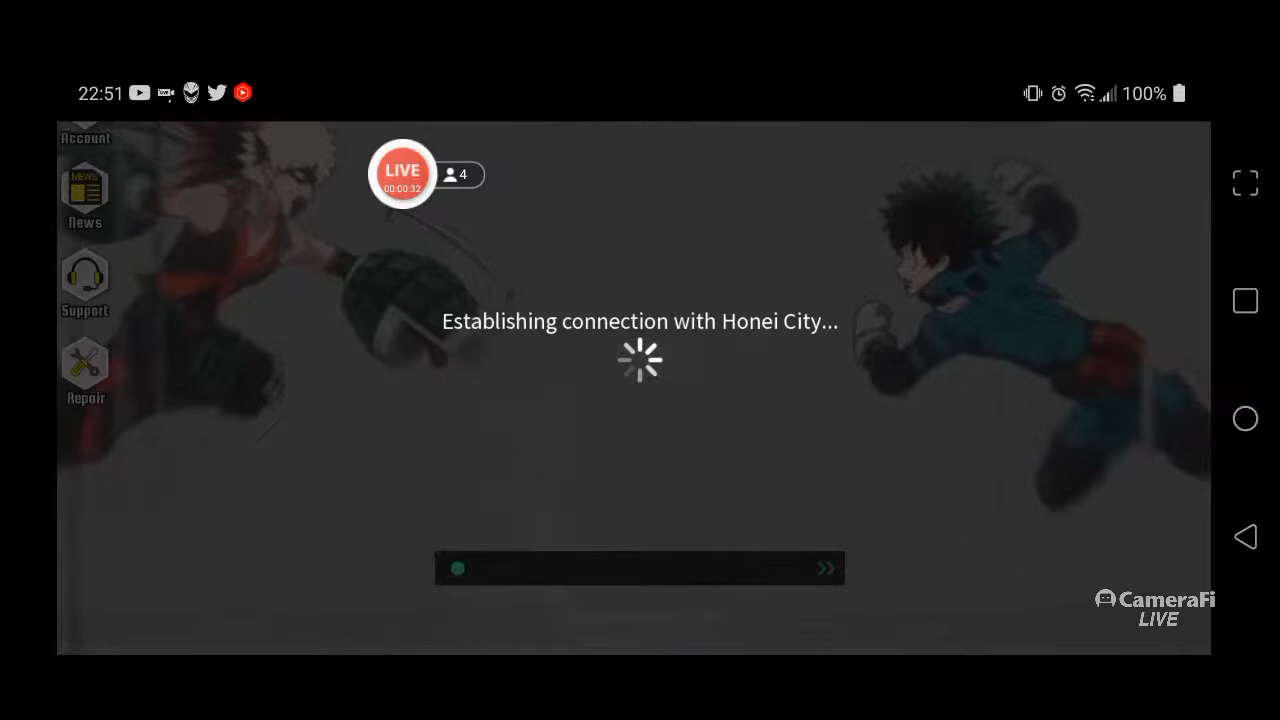 22:51
100%
Account
LIVE
00:00:32
4
NEWS
News
Support
Establishing connection with Honei City...
Repair
CameraFi
LIVE